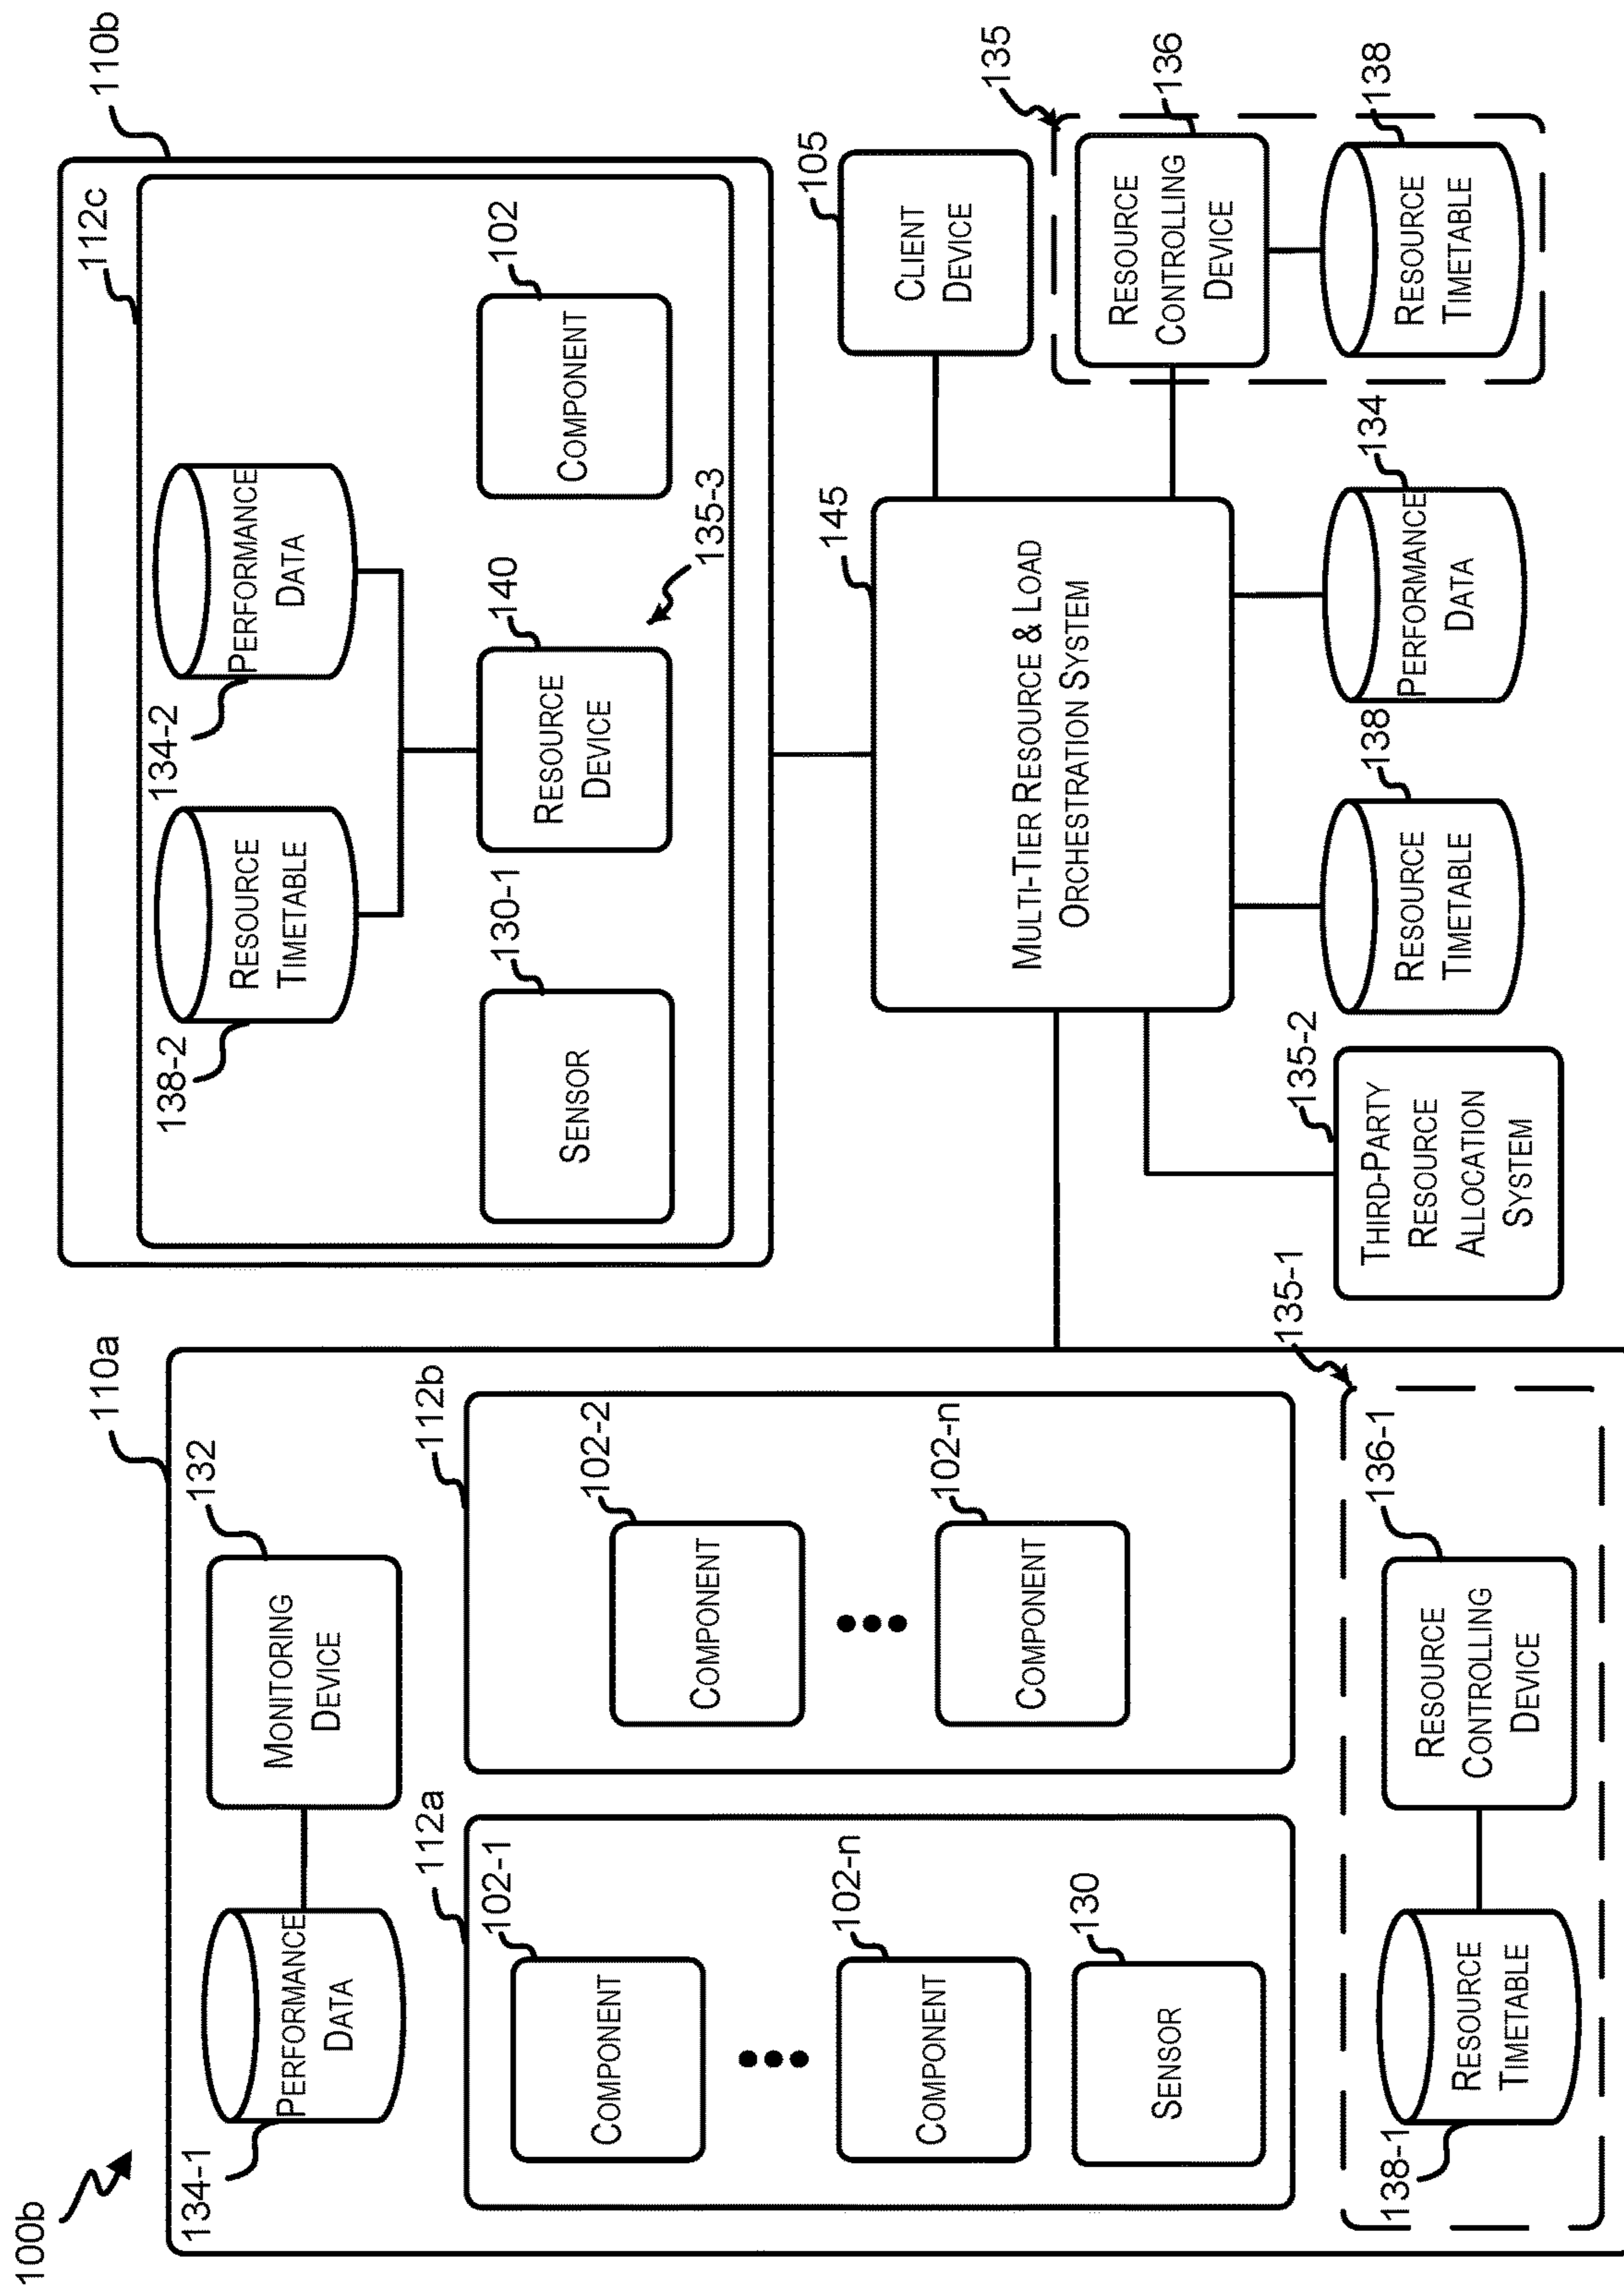 100b
110a
134-1
PERFORMANCE
DATA
132
MONITORING
DEVICE
112a
102-1
COMPONENT
102-n
COMPONENT
130
SENSOR
112b
102-2
COMPONENT
102-n
COMPONENT
135-1
138-1
RESOURCE
TIMETABLE
136-1
RESOURCE
CONTROLLING
DEVICE
110b
112c
138-2
RESOURCE
TIMETABLE
134-2
PERFORMANCE
DATA
130-1
SENSOR
140
RESOURCE
DEVICE
135-3
102
COMPONENT
145
MULTI-TIER RESOURCE & LOAD
ORCHESTRATION SYSTEM
105
CLIENT
DEVICE
135-2
THIRD-PARTY
RESOURCE
ALLOCATION
SYSTEM
138
RESOURCE
TIMETABLE
134
PERFORMANCE
DATA
135
136
RESOURCE
CONTROLLING
DEVICE
138
RESOURCE
TIMETABLE